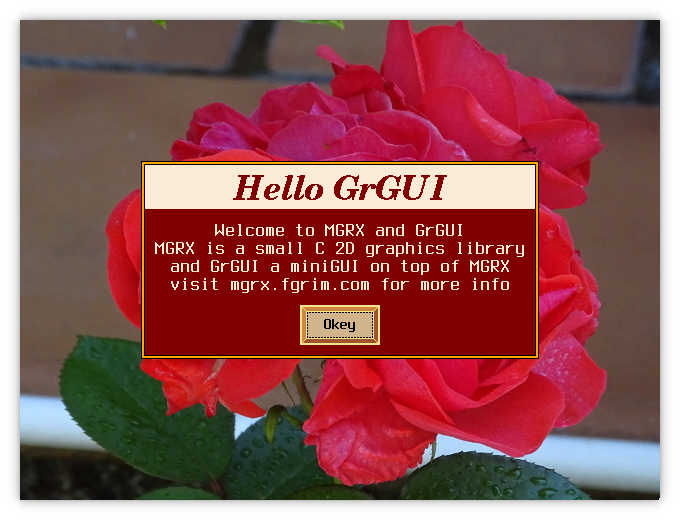 Hello GrGUI
Welcome to MGRX and GrGUI
MGRX is a small C 2D graphics library
and GrGUI a miniGUI on top of MGRX
visit mgrx.fgrim.com for more info
Okey